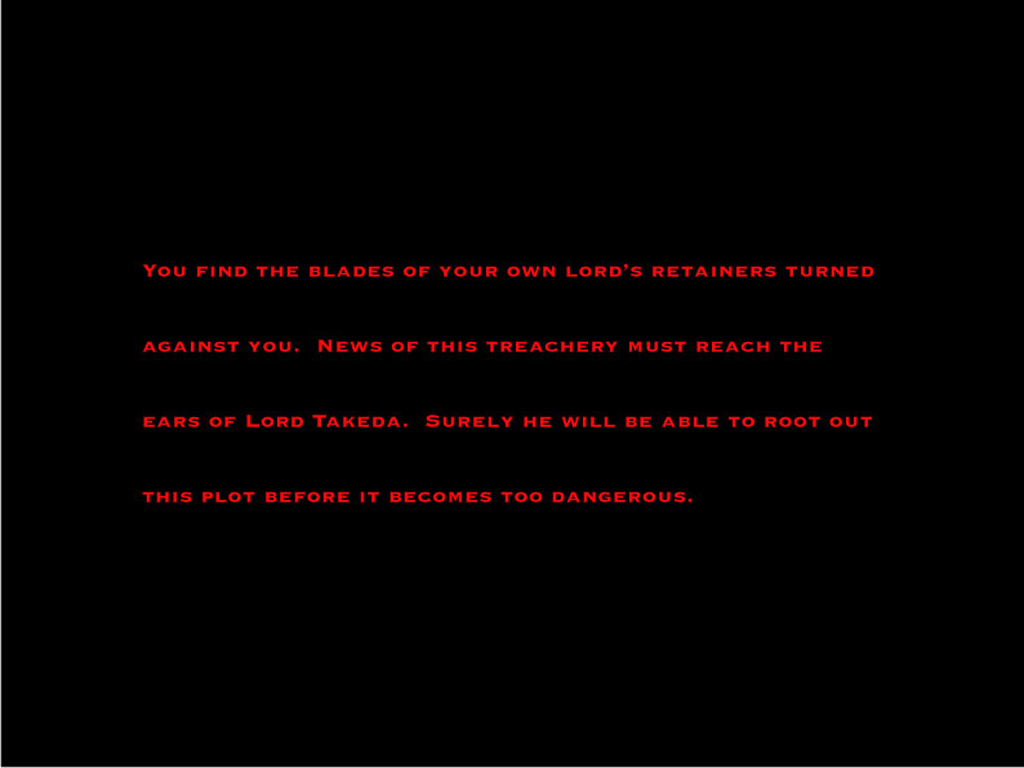 You find the blades of your own lord’s retainers turned
against you.  News of this treachery must reach the
ears of Lord Takeda.  Surely he will be able to root out
this plot before it becomes too dangerous.